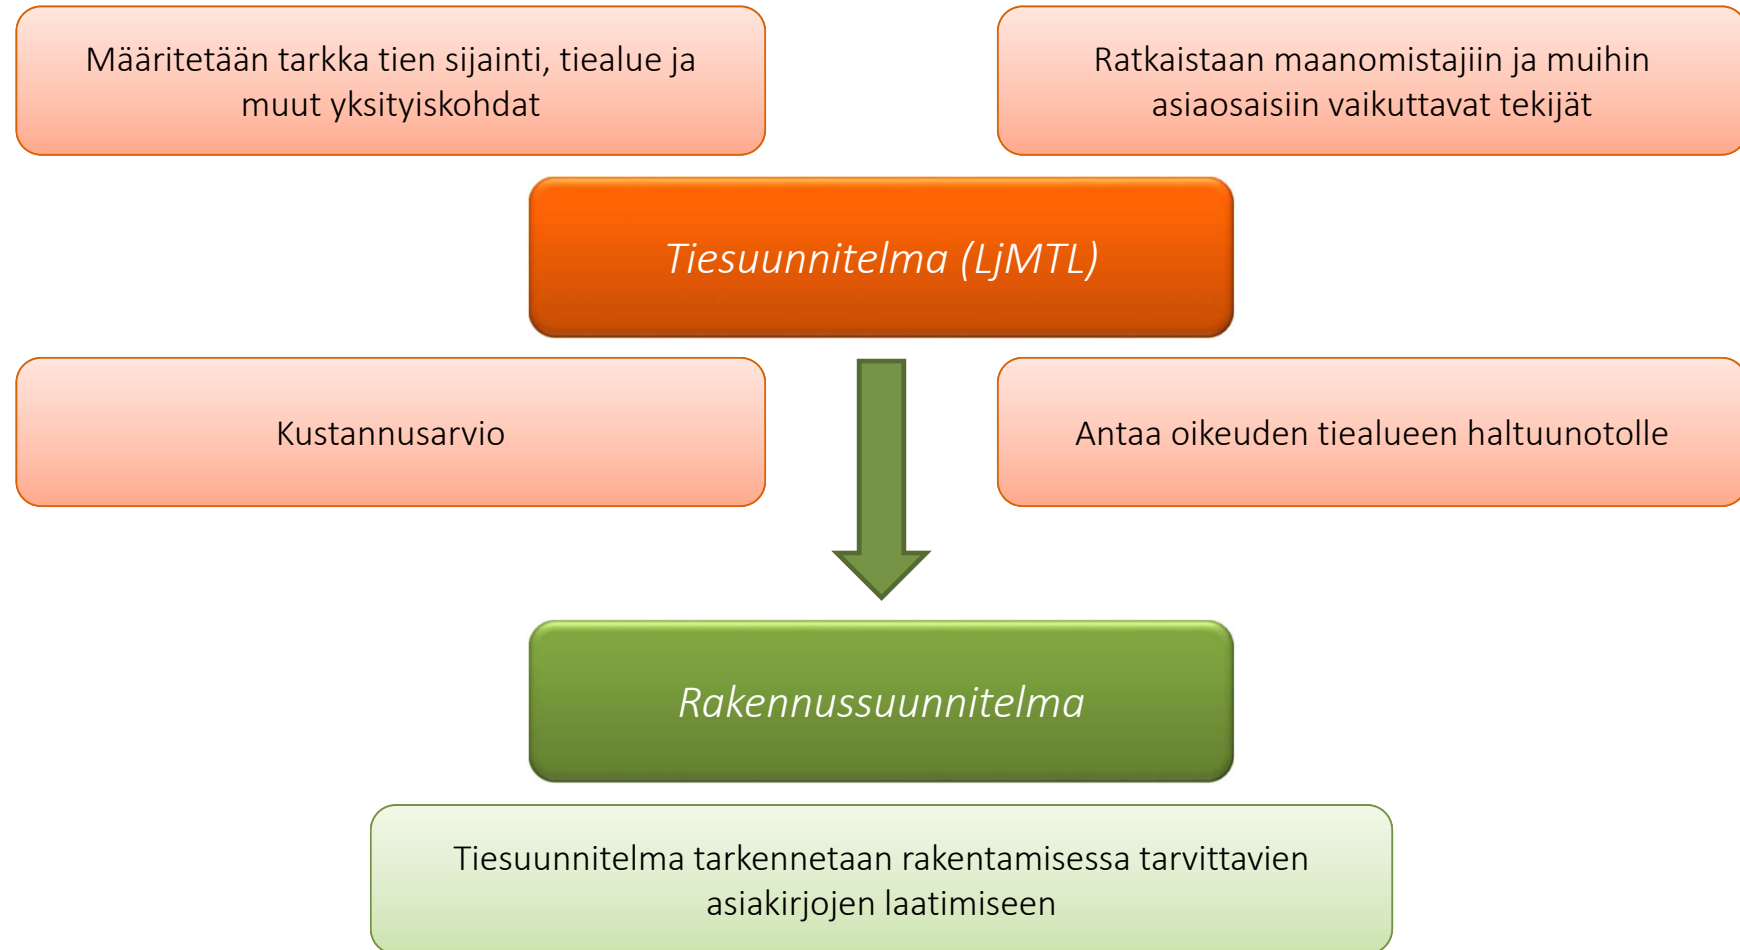 Määritetään tarkka tien sijainti, tiealue ja
muut yksityiskohdat
Ratkaistaan maanomistajiin ja muihin
asiaosaisiin vaikuttavat tekijät
Tiesuunnitelma (LjMTL)
Kustannusarvio
Antaa oikeuden tiealueen haltuunotolle
Rakennussuunnitelma
Tiesuunnitelma tarkennetaan rakentamisessa tarvittavien
asiakirjojen laatimiseen